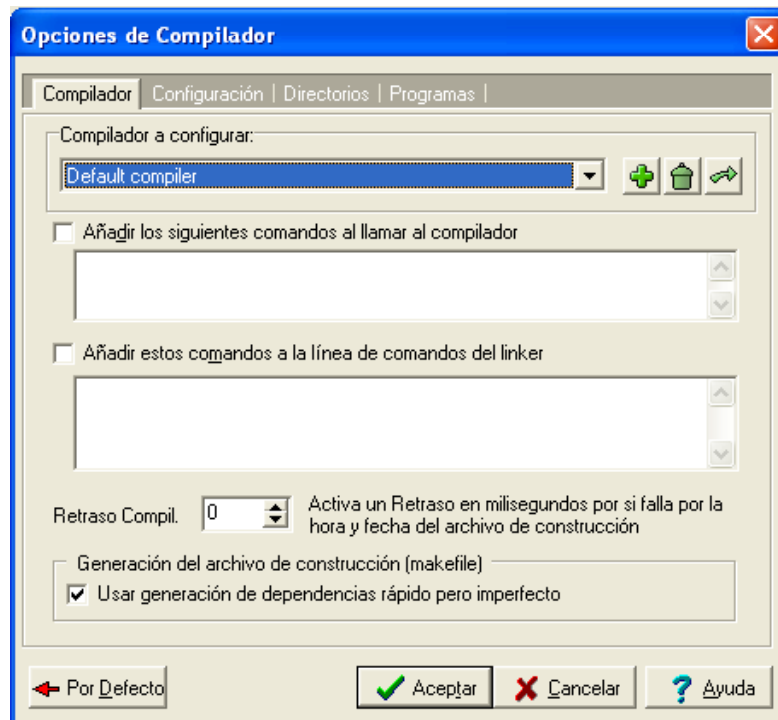 Opciones de Compilador
Compilador | Configuración | Directorios | Programas |
Compilador a configurar:
Default compiler
Añadir los siguientes comandos al llamar al compilador
Añadir estos comandos a la línea de comandos del linker
Retraso Compil. 0 Activa un Retraso en milisegundos por si falla por la
hora y fecha del archivo de construcción
Generación del archivo de construcción (makefile)
Usar generación de dependencias rápido pero imperfecto
Por Defecto Aceptar Cancelar Ayuda